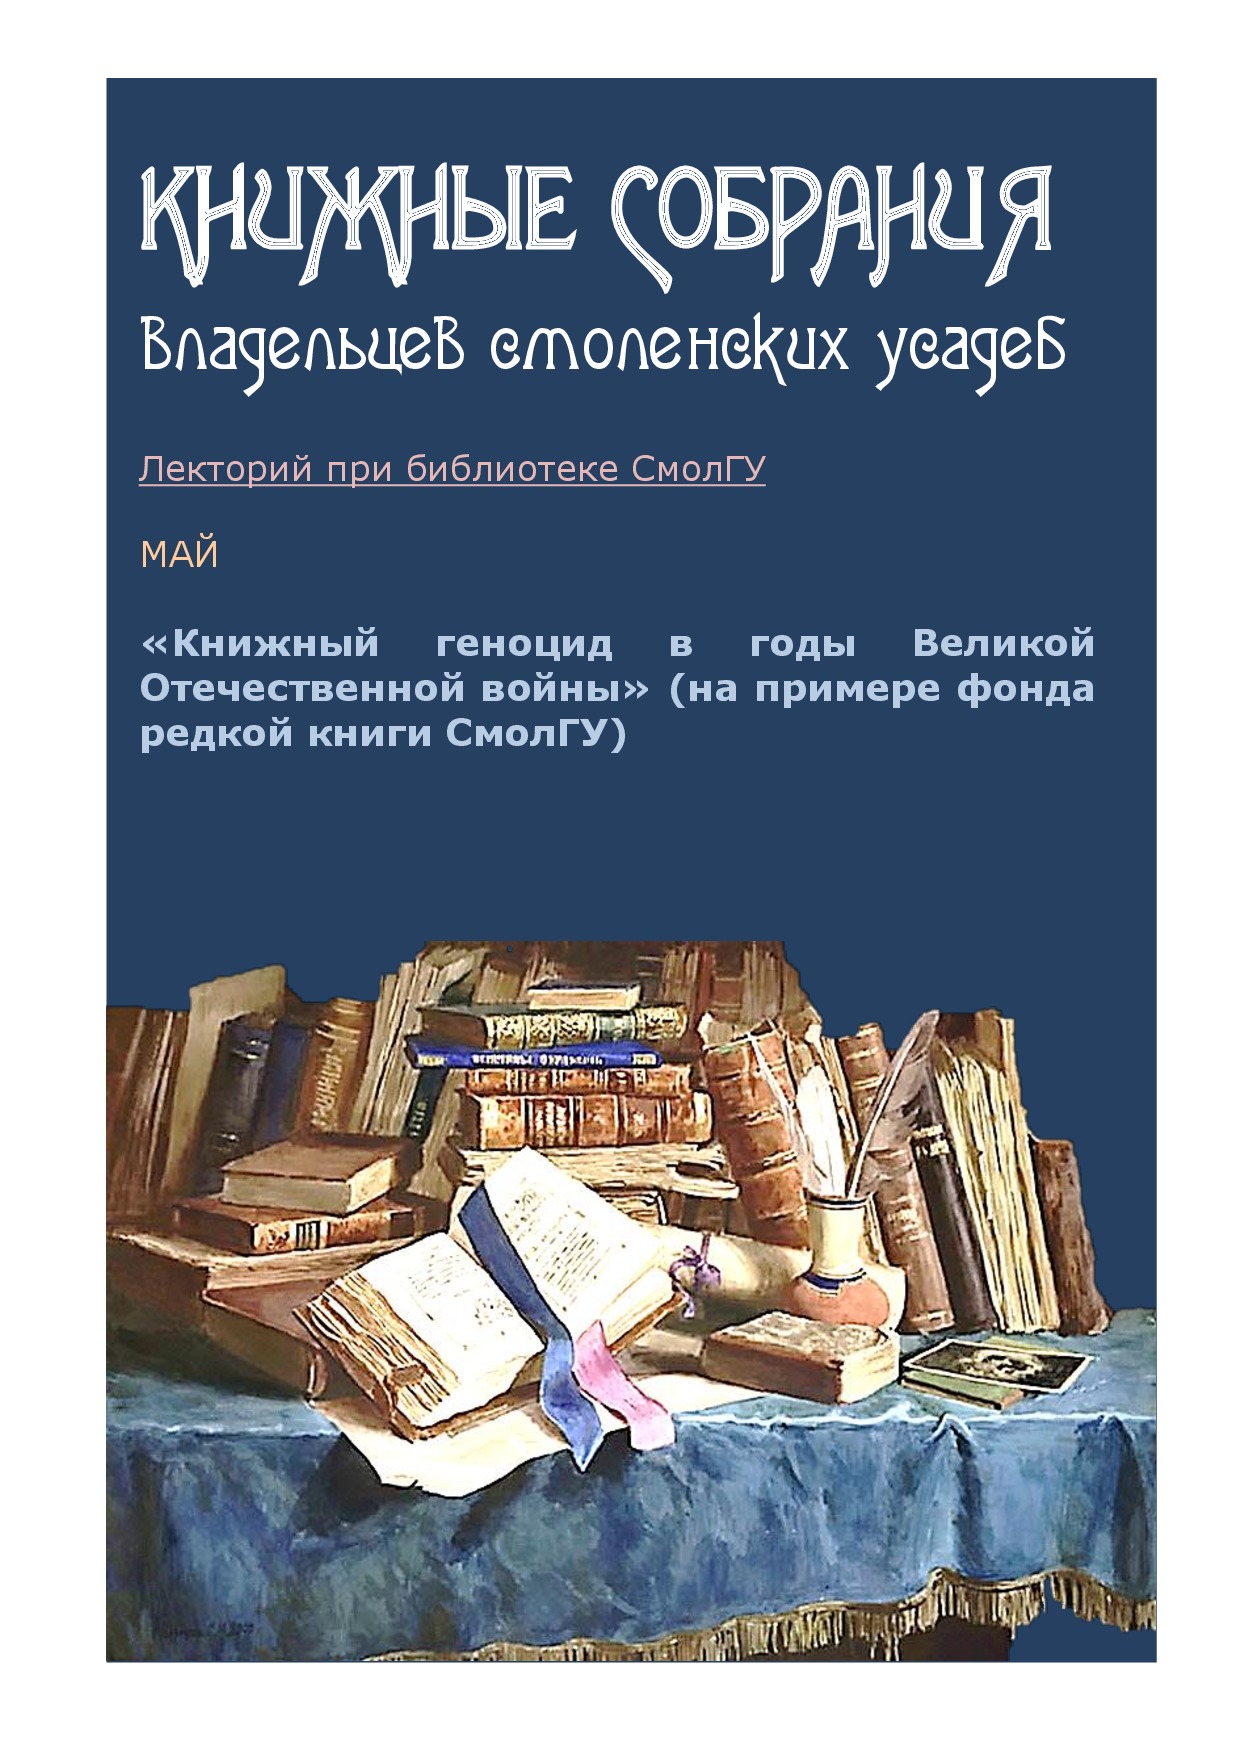 КНИЖНЫЕ СОБРАНИЯ
владельцев смоленских усадеб
Лекторий при библиотеке СмолГУ
МАЙ
«Книжный геноцид в годы Великой
Отечественной войны» (на примере фонда
редкой книги СмолГУ)